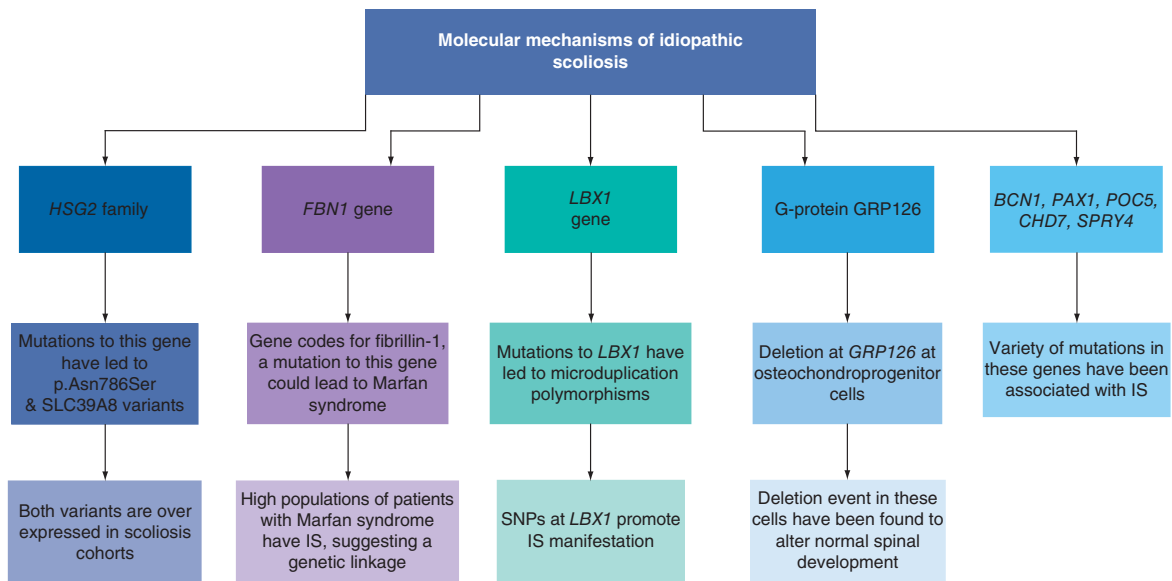 Molecular mechanisms of idiopathic
scoliosis
HSG2 family
FBN1 gene
LBX1
gene
G-protein GRP126
BCN1, PAX1, POC5,
CHD7, SPRY4
Mutations to this gene
have led to
p.Asn786Ser
& SLC39A8 variants
Gene codes for fibrillin-1,
a mutation to this gene
could lead to Marfan
syndrome
Mutations to LBX1 have
led to microduplication
polymorphisms
Deletion at GRP126 at
osteochondroprogenitor
cells
Variety of mutations in
these genes have been
associated with IS
Both variants are over
expressed in scoliosis
cohorts
High populations of patients
with Marfan syndrome
have IS, suggesting a
genetic linkage
SNPs at LBX1 promote
IS manifestation
Deletion event in these
cells have been found to
alter normal spinal
development